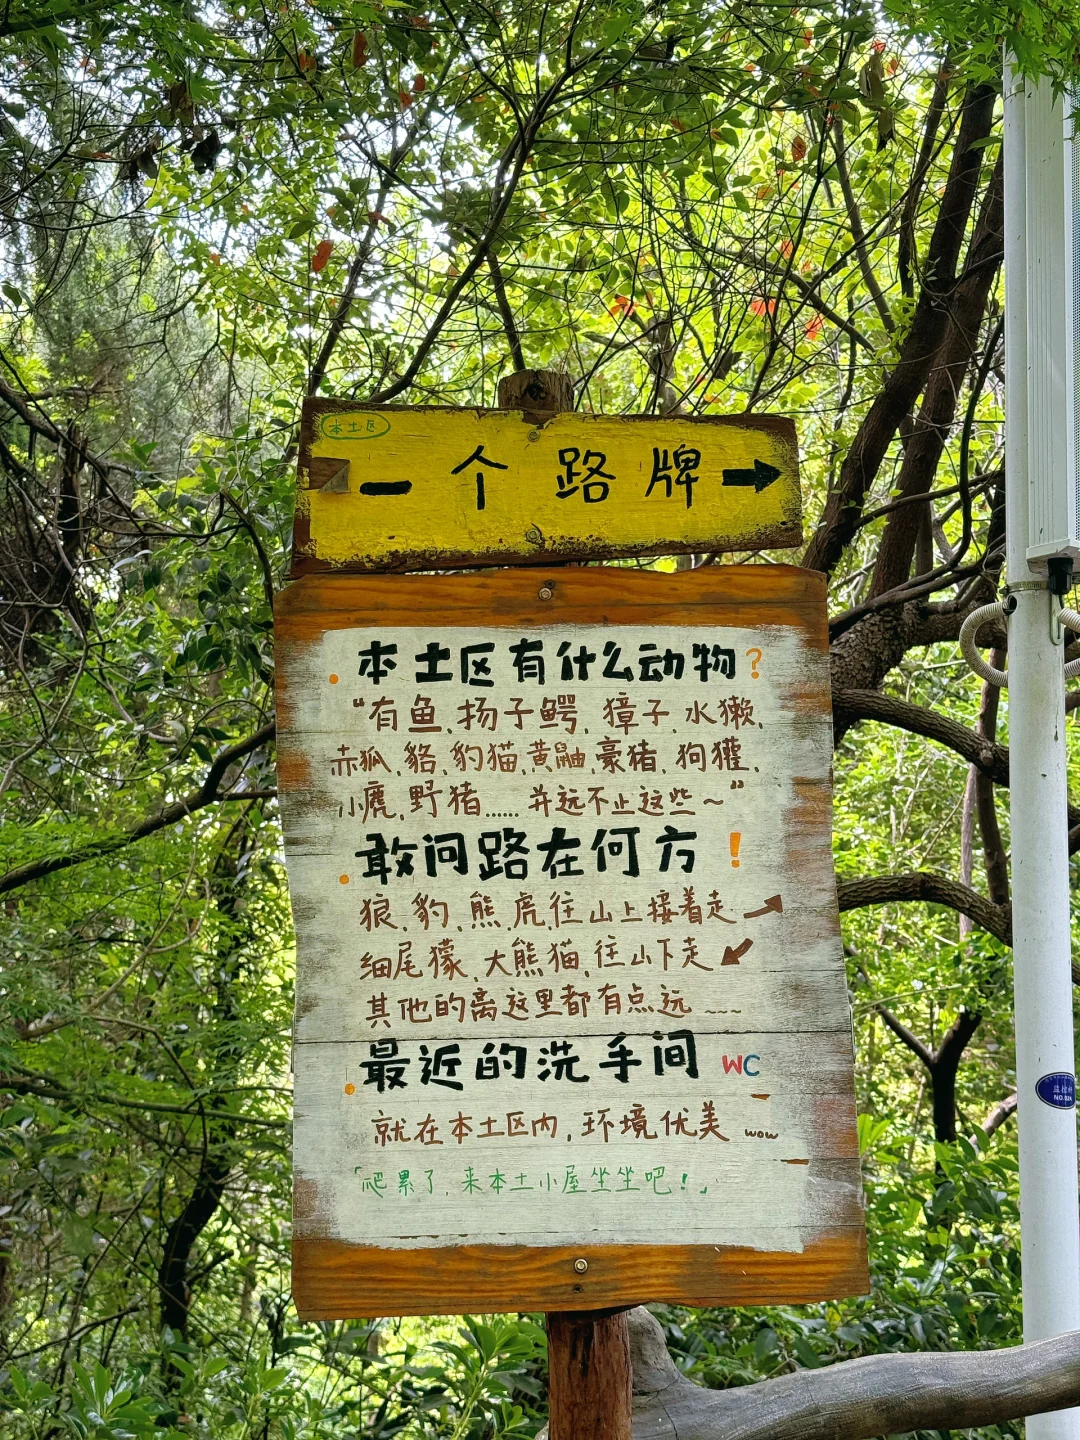 本土区
一个路牌
本土区有什么动物?
“有鱼、扬子鳄、獐子、水獭、
赤狐、貉、豹猫、黄鼬、豪猪、狗獾、
小麂、野猪…… 并远不止这些~”
敢问路在何方!
狼、豹、熊、虎、往山上接着走
细尾獴、大熊猫、往山下走
其他的离这里都有点远~~~
最近的洗手间 WC
就在本土区内,环境优美 wow
「爬累了,来本土小屋坐坐吧!」